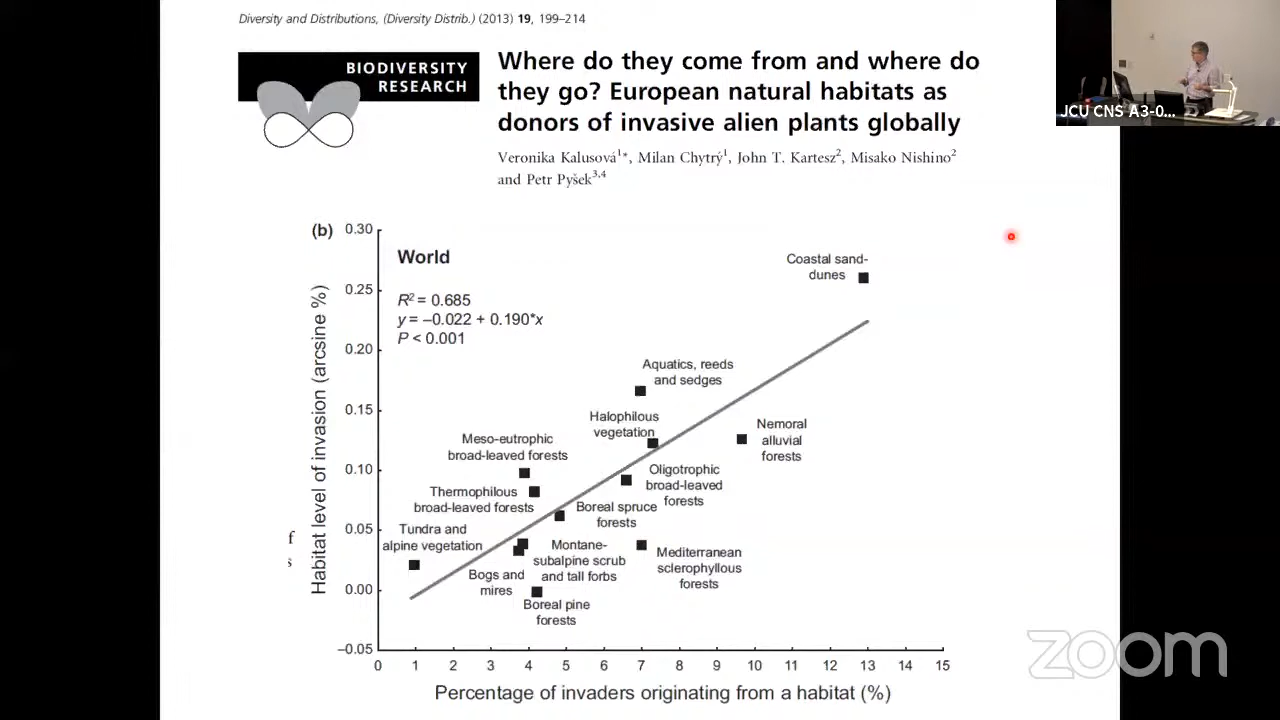 Diversity and Distributions, (Diversity Distrib.) (2013) 19, 199–214
BIODIVERSITY
RESEARCH
Where do they come from and where do
they go? European natural habitats as
donors of invasive alien plants globally
Veronika Kalusová¹*, Milan Chytrý¹, John T. Kartesz², Misako Nishino²
and Petr Pyšek³,⁴
JCU CNS A3-0...
(b)
World
R² = 0.685
y = –0.022 + 0.190*x
P < 0.001
Habitat level of invasion (arcsine %)
0.30
0.25
0.20
0.15
0.10
0.05
0.00
–0.05
Coastal sand-
dunes
Aquatics, reeds
and sedges
Halophilous
vegetation
Nemoral
alluvial
forests
Meso-eutrophic
broad-leaved forests
Oligotrophic
broad-leaved
forests
Thermophilous
broad-leaved forests
Boreal spruce
forests
Tundra and
alpine vegetation
Montane-
subalpine scrub
and tall forbs
Mediterranean
sclerophyllous
forests
Bogs and
mires
Boreal pine
forests
f
s
0 1 2 3 4 5 6 7 8 9 10 11 12 13 14 15
Percentage of invaders originating from a habitat (%)
zoom